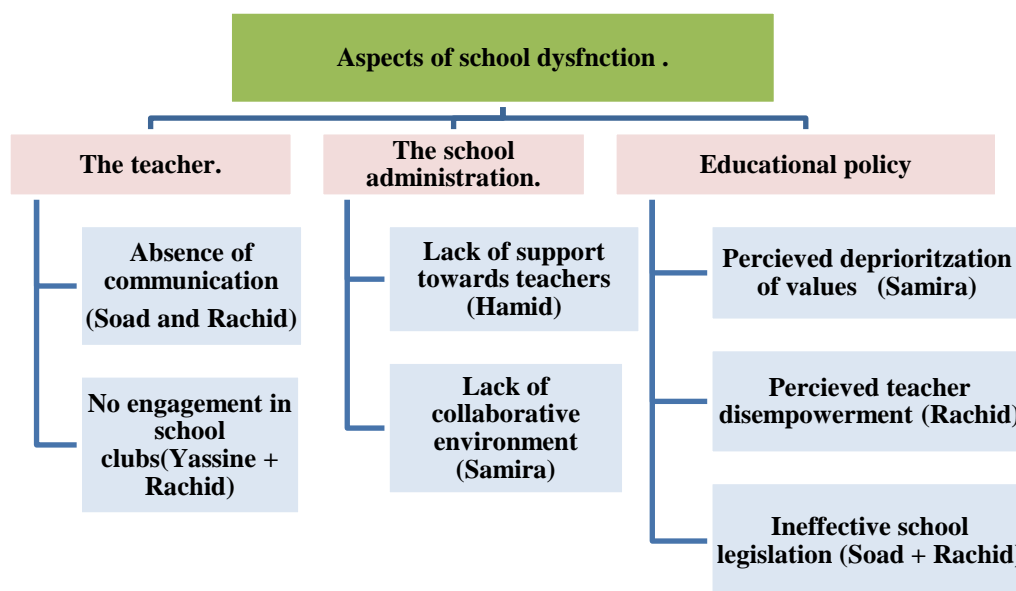 Aspects of school dysfnction .
The teacher.
Absence of
communication
(Soad and Rachid)
No engagement in
school
clubs(Yassine +
Rachid)
The school
administration.
Lack of support
towards teachers
(Hamid)
Lack of
collaborative
environment
(Samira)
Educational policy
Percieved deprioritzation
of values (Samira)
Percieved teacher
disempowerment (Rachid)
Ineffective school
legislation (Soad + Rachid)